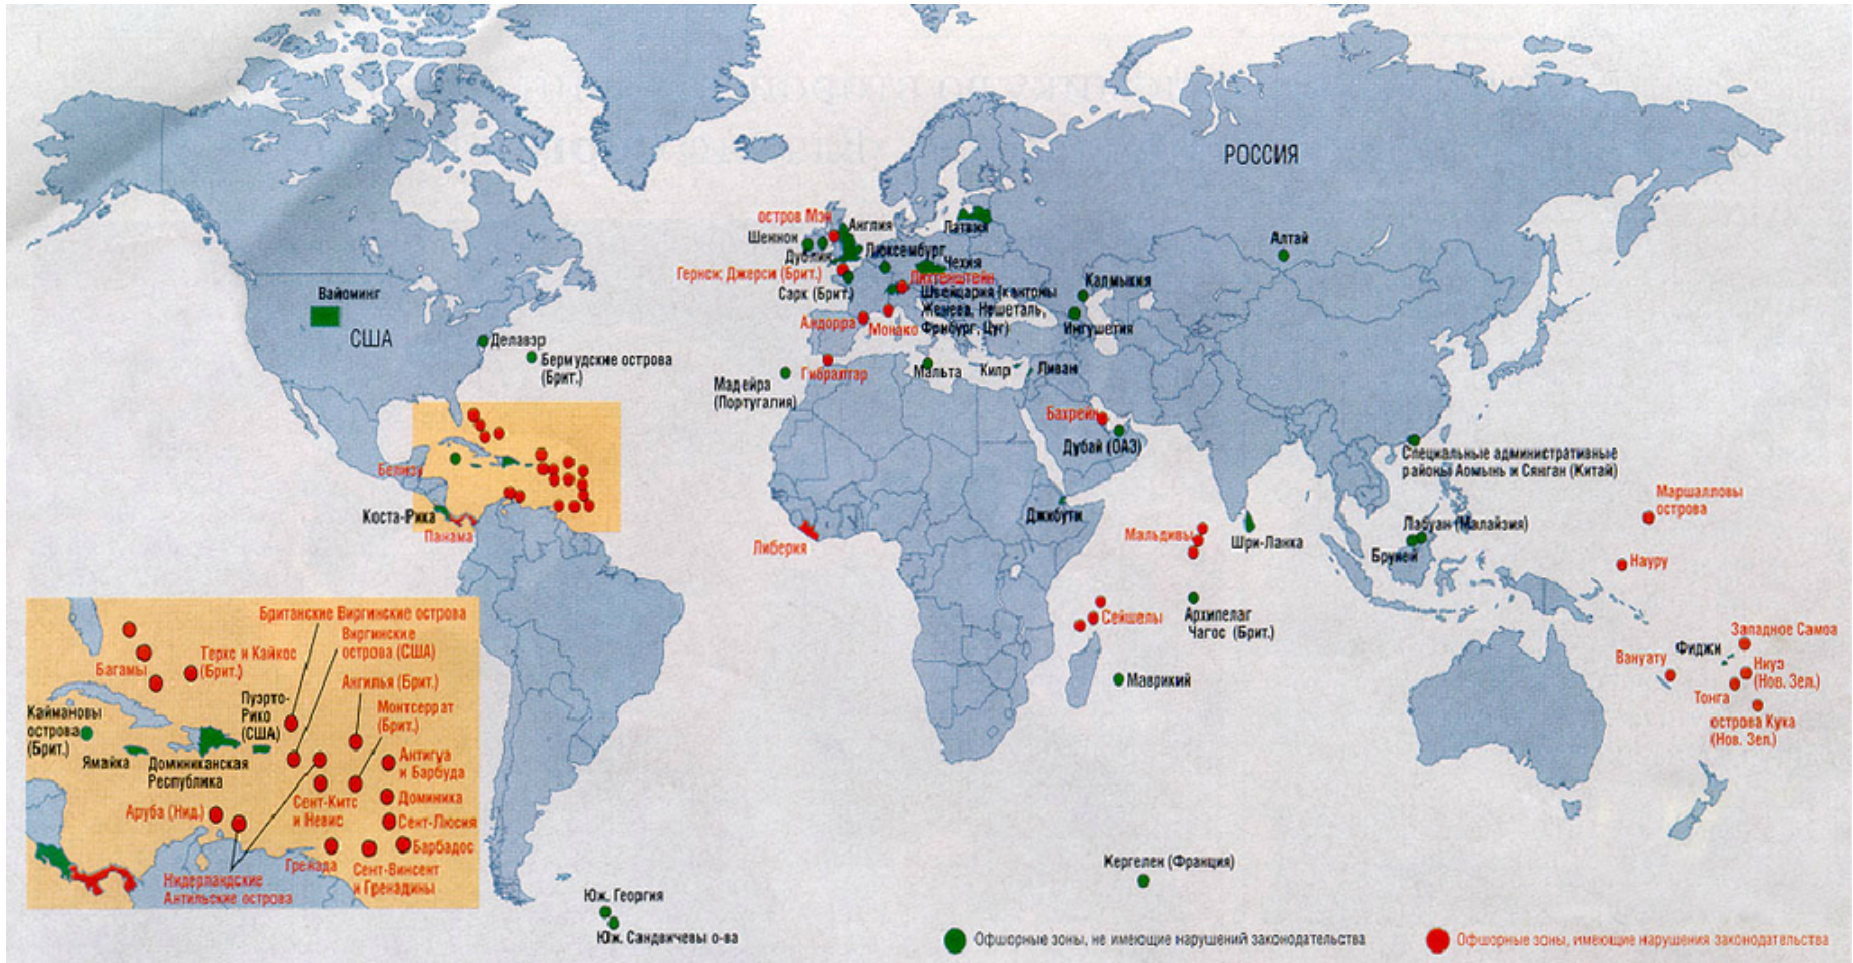 РОССИЯ
остров Мэн
Шеннон
Англия
Дублин
Люксембург
Латвия
Чехия
Гернси; Джерси (Брит.)
Сарк (Брит.)
Лихтенштейн
Швейцария (кантоны
Женева, Нешеталь,
Фрибург, Цуг)
Андорра
Монако
Гибралтар
Мадейра
(Португалия)
Мальта
Кипр
Ливан
Алтай
Калмыкия
Ингушетия
Вайоминг
США
Делавэр
Бермудские острова
(Брит.)
Белизу
Коста-Рика
Панама
Либерия
Бахрейн
Дубай (ОАЭ)
Джибути
Мальдивы
Шри-Ланка
Сейшелы
Архипелаг
Чагос (Брит.)
Маврикий
Специальные административные
районы Аомынь и Сянган (Китай)
Лабуан (Малайзия)
Бруней
Маршалловы
острова
Науру
Западное Самоа
Фиджи
Вануату
Ниуэ
(Нов. Зел.)
Тонга
острова Кука
(Нов. Зел.)
Британские Виргинские острова
Виргинские
острова (США)
Теркс и Кайкос
(Брит.)
Багамы
Ангилья (Брит.)
Пуэрто-
Рико
(США)
Монтсеррат
(Брит.)
Каймановы
острова
(Брит.)
Ямайка
Доминиканская
Республика
Антигуа
и Барбуда
Сент-Китс
и Невис
Доминика
Аруба (Нид.)
Сент-Люсия
Барбадос
Гренада
Сент-Винсент
и Гренадины
Нидерландские
Антильские острова
Кергелен (Франция)
Юж. Георгия
Юж. Сандвичевы о-ва
Офшорные зоны, не имеющие нарушений законодательства
Офшорные зоны, имеющие нарушения законодательства